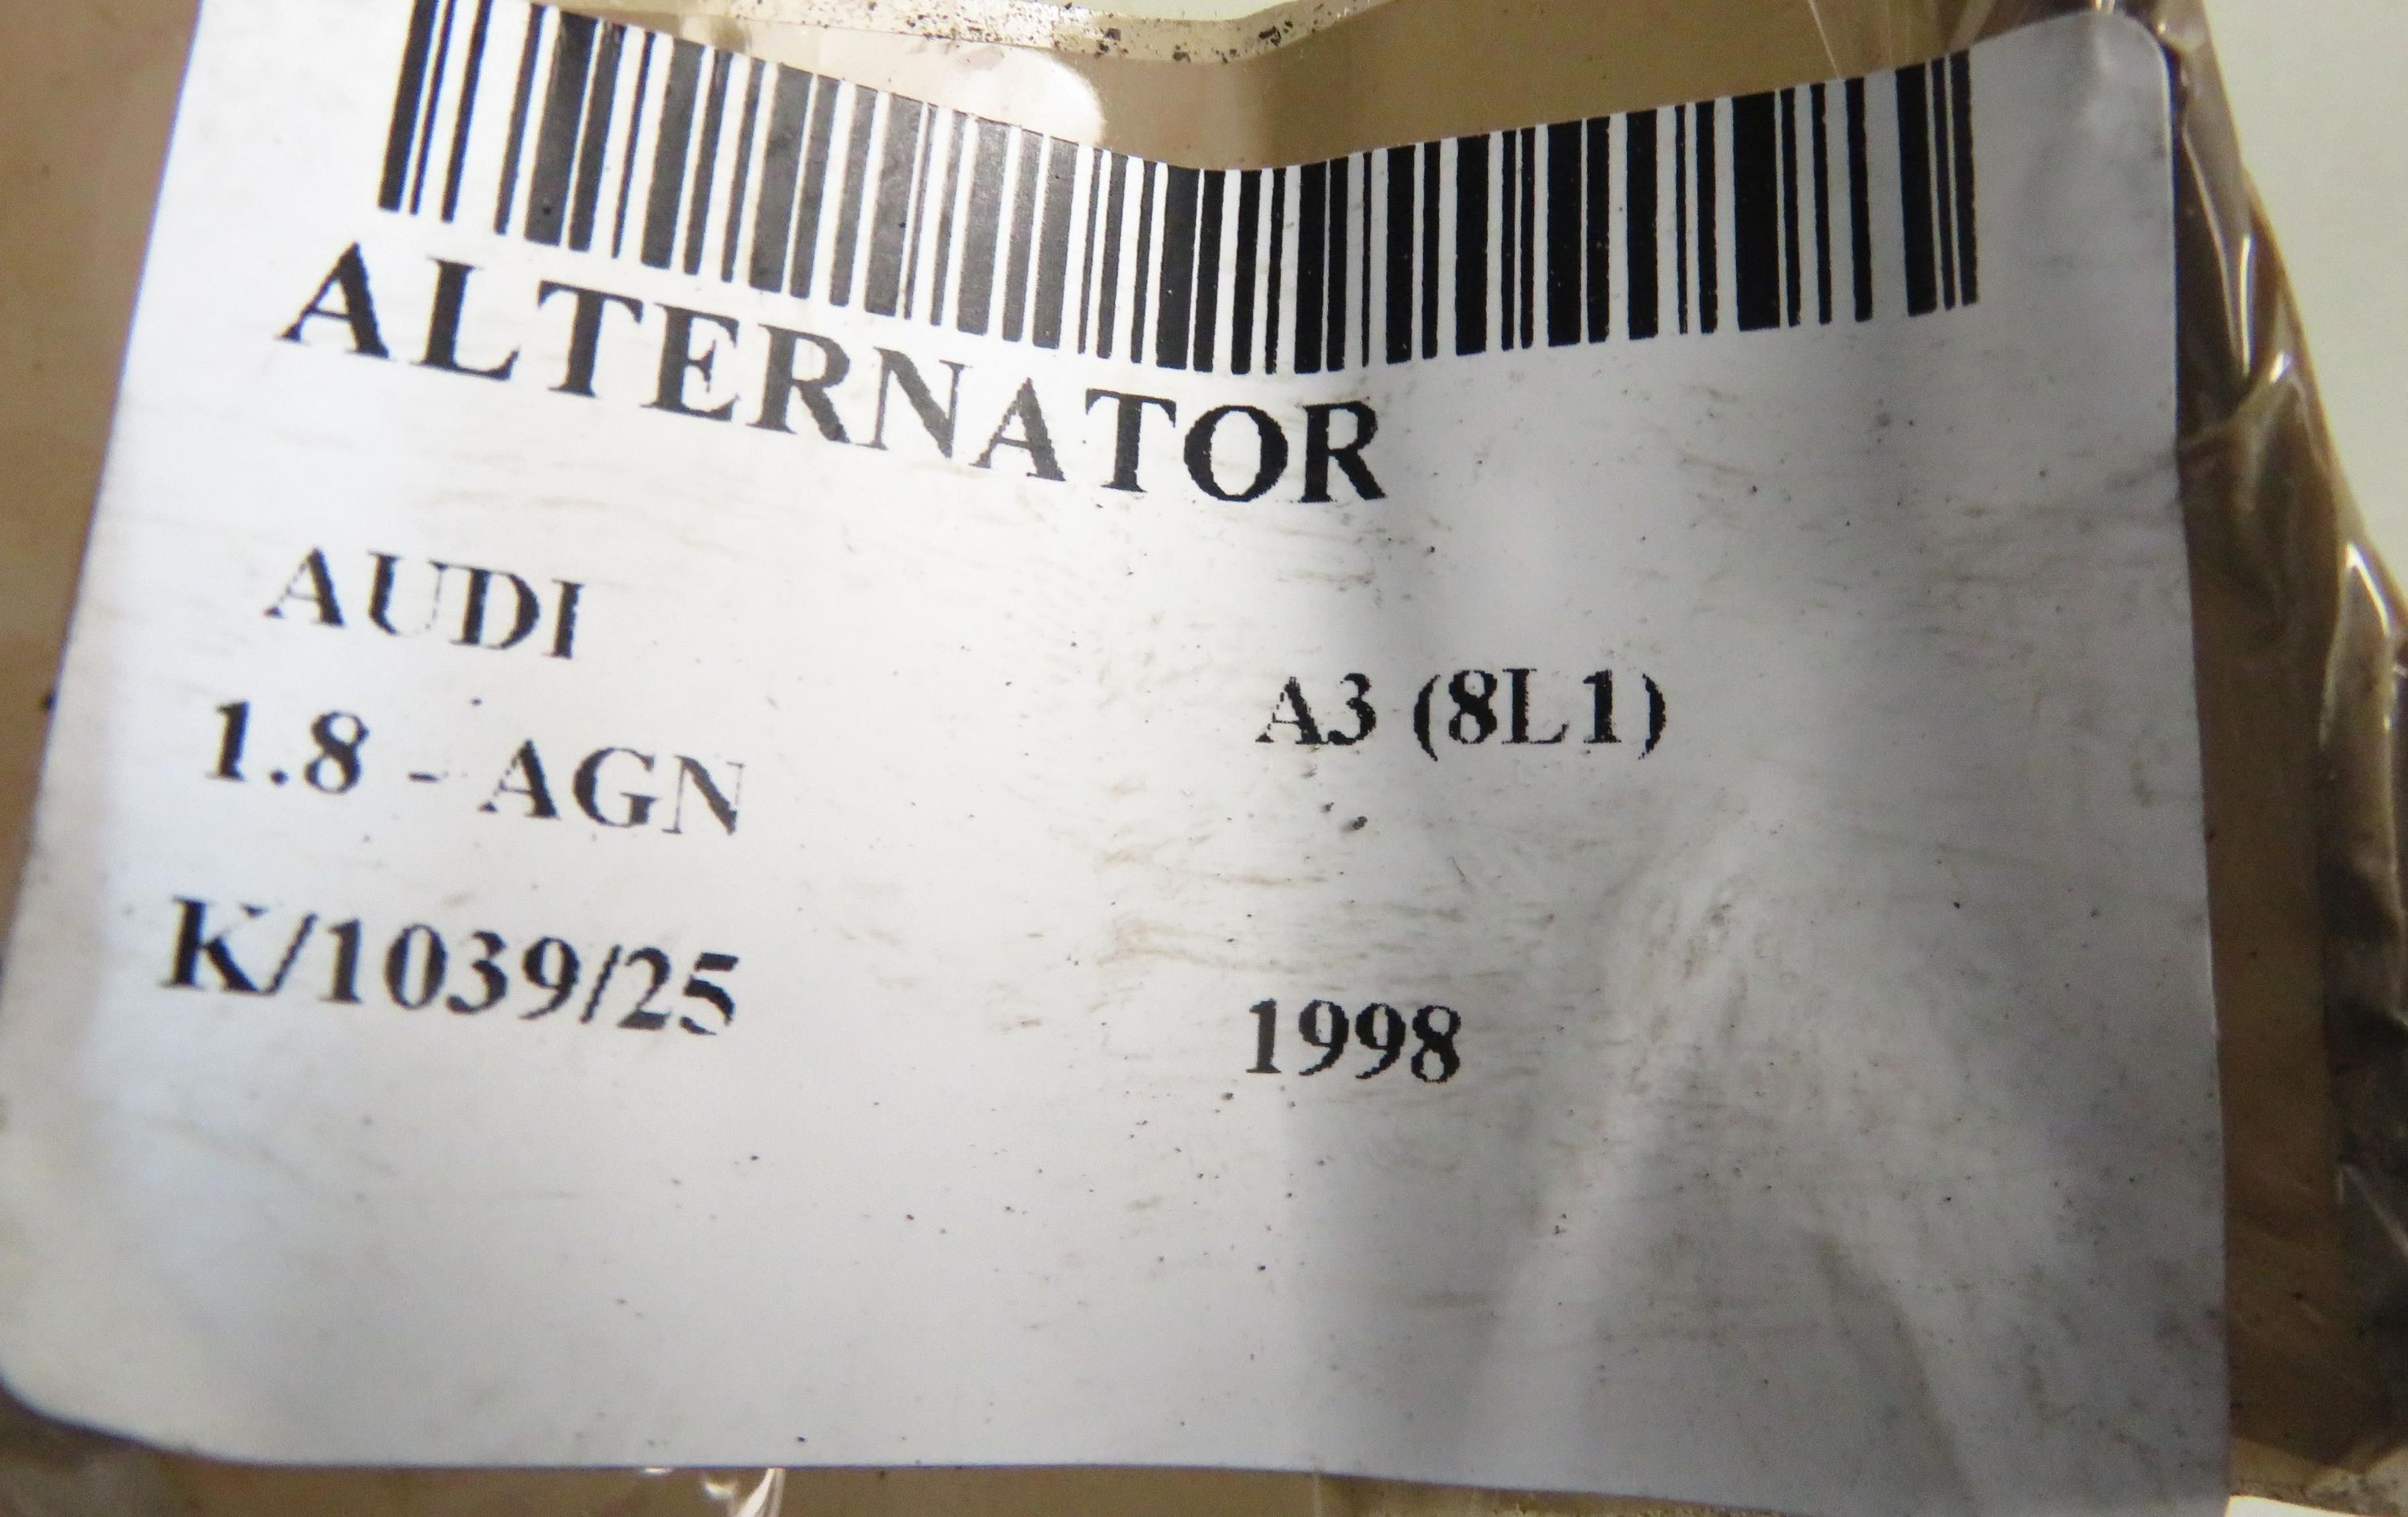 ALTERNATOR
AUDI
A3 (8L1)
1.8 - AGN
K/1039/25
1998